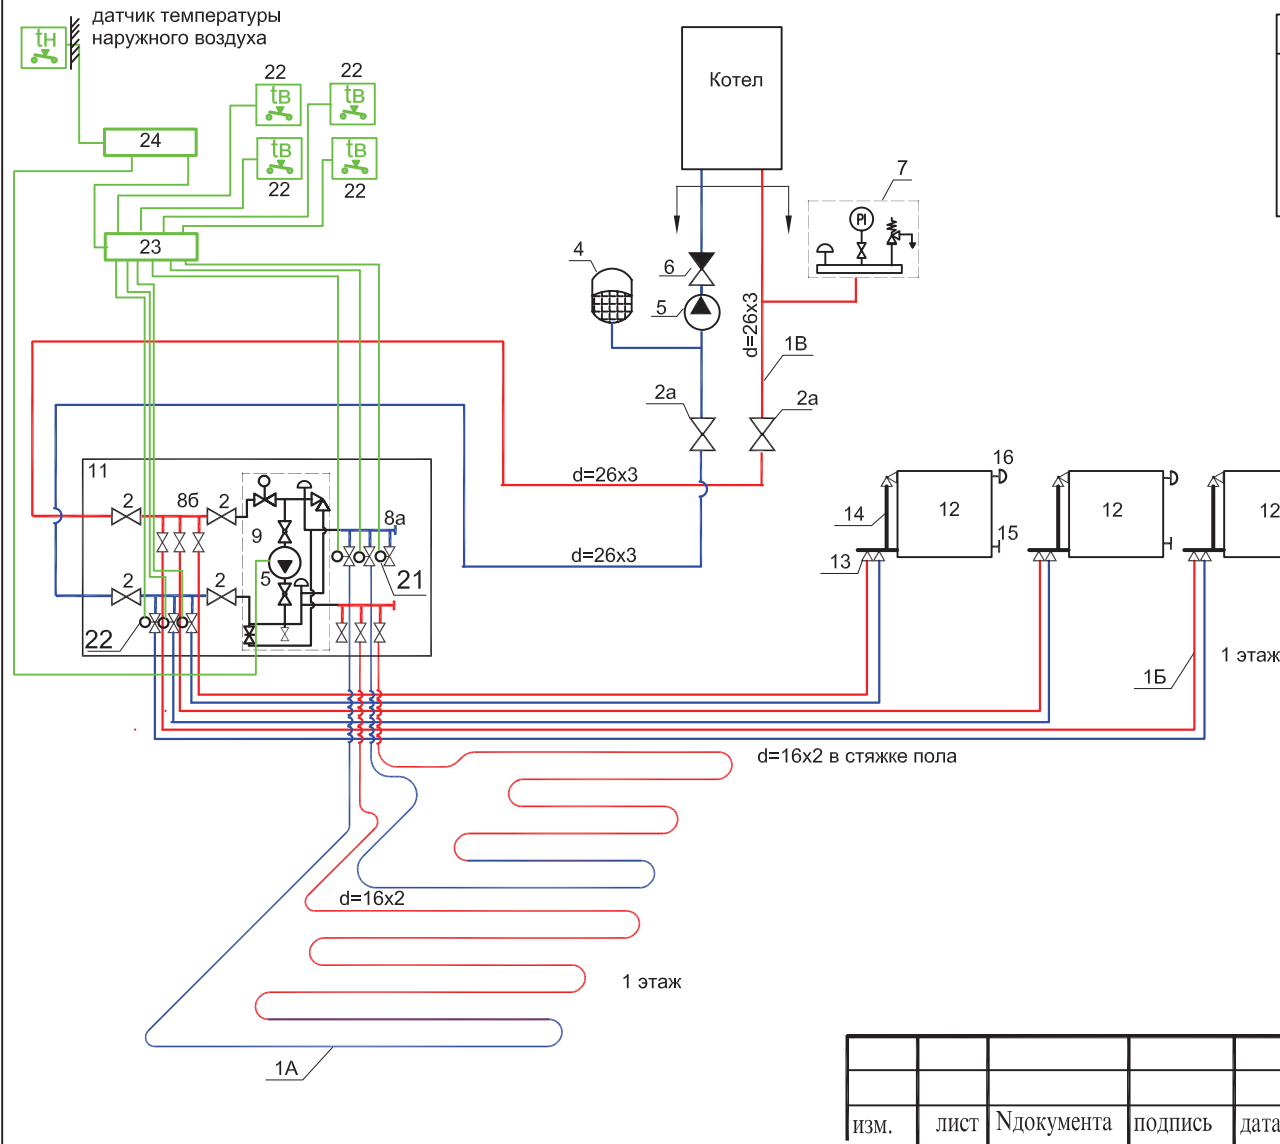 датчик температуры
наружного воздуха
tн
22
22
tв
tв
24
tв
tв
22
22
23
Котел
7
PI
4
6
5
d=26x3
1В
2а
2а
11
2
8б
2
d=26x3
8а
9
5
21
2
2
22
d=26x3
16
12
14
15
13
12
12
1 этаж
1Б
d=16x2 в стяжке пола
d=16x2
1 этаж
1А
изм.
лист
Nдокумента
подпись
дата